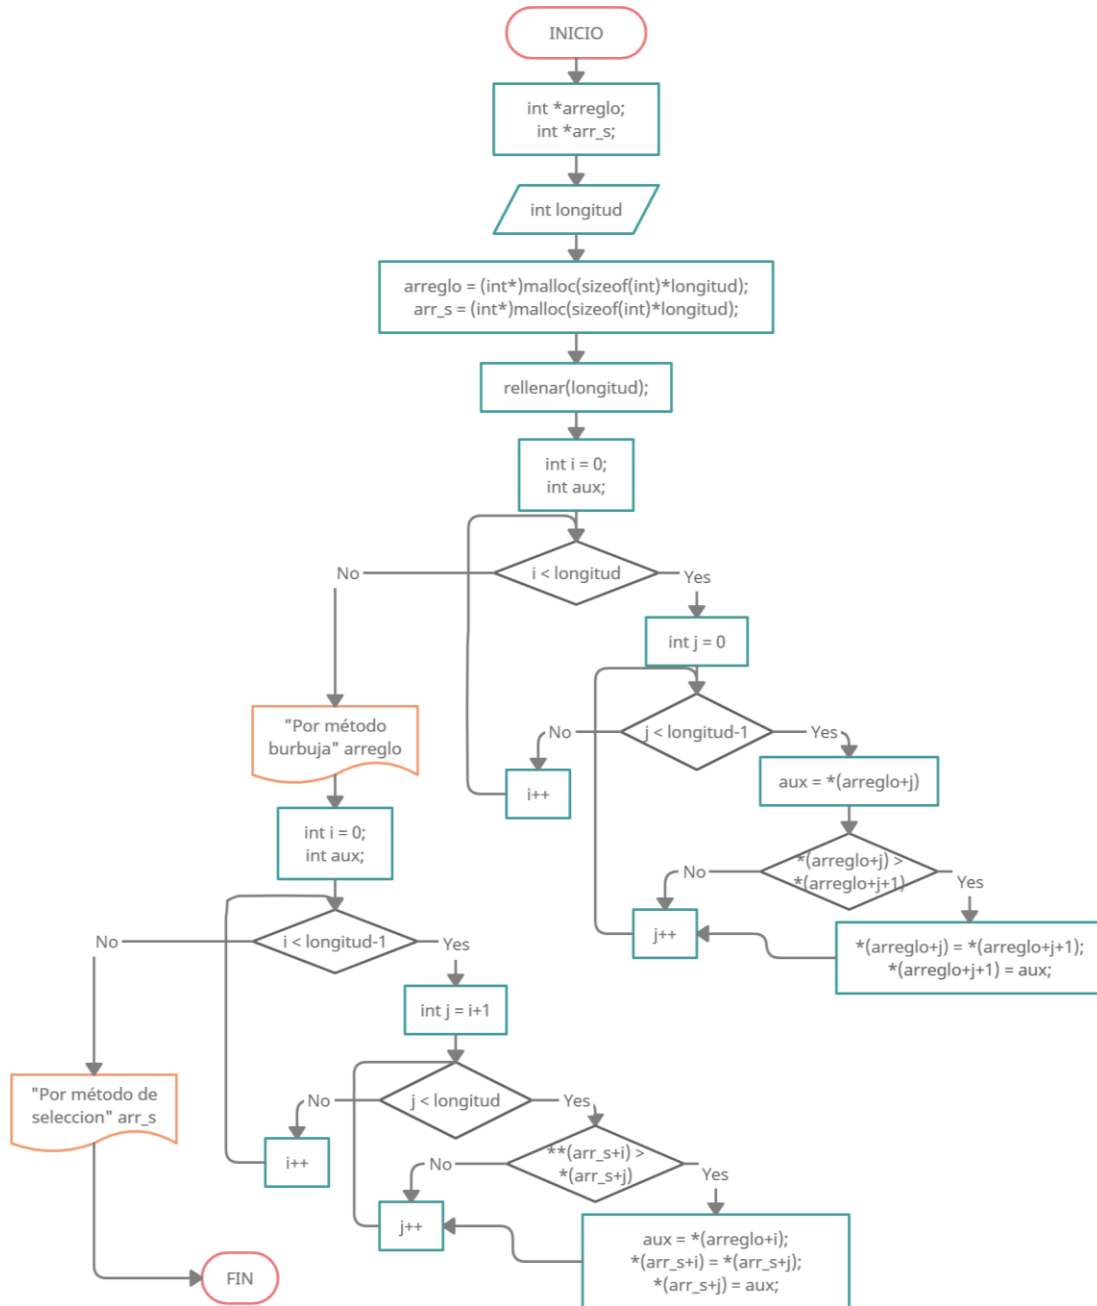 INICIO
int *arreglo;
int *arr_s;
int longitud
arreglo = (int*)malloc(sizeof(int)*longitud);
arr_s = (int*)malloc(sizeof(int)*longitud);
rellenar(longitud);
int i = 0;
int aux;
i < longitud
No
Yes
int j = 0
j < longitud-1
No
Yes
i++
aux = *(arreglo+j)
*(arreglo+j) >
*(arreglo+j+1)
No
Yes
j++
*(arreglo+j) = *(arreglo+j+1);
*(arreglo+j+1) = aux;
"Por método
burbuja" arreglo
int i = 0;
int aux;
i < longitud-1
No
Yes
int j = i+1
j < longitud
No
Yes
i++
**(arr_s+i) >
*(arr_s+j)
No
Yes
j++
aux = *(arreglo+i);
*(arr_s+i) = *(arr_s+j);
*(arr_s+j) = aux;
"Por método de
seleccion" arr_s
FIN